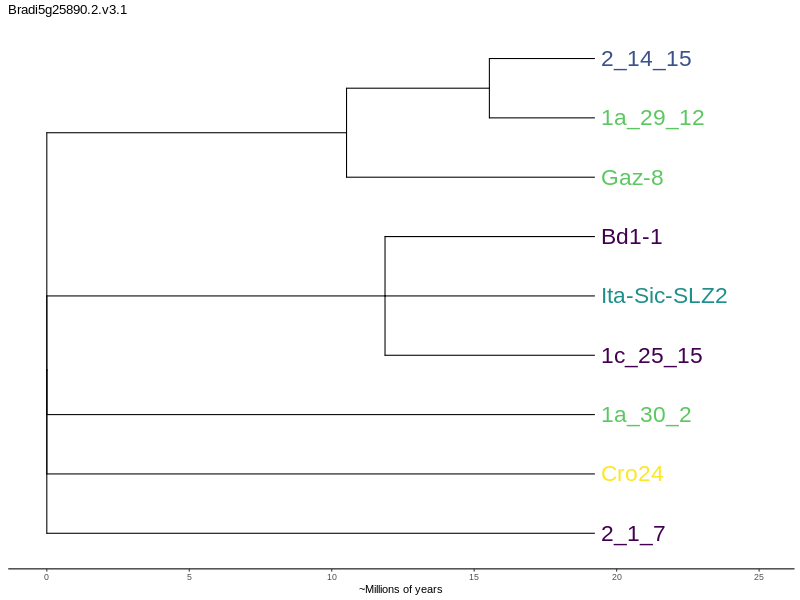 Bradi5g25890.2.v3.1
2_14_15
1a_29_12
Gaz-8
Bd1-1
Ita-Sic-SLZ2
1c_25_15
1a_30_2
Cro24
2_1_7
0 5 10 15 20 25
~Millions of years